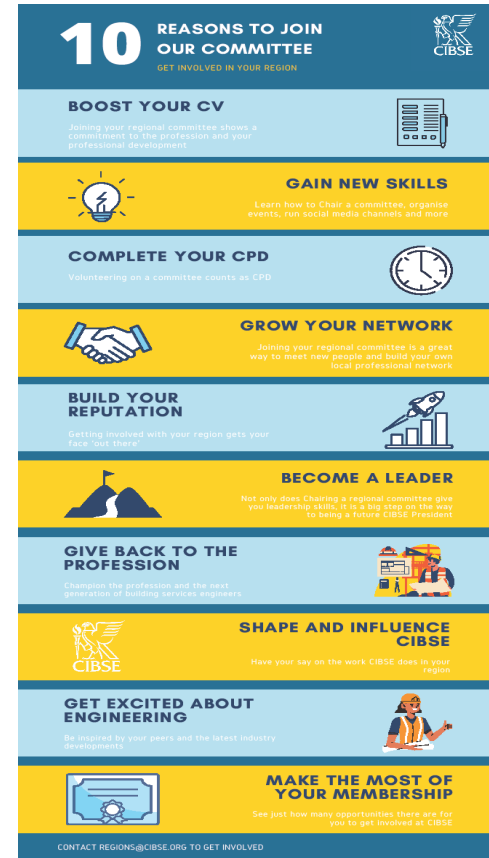 10
REASONS TO JOIN
OUR COMMITTEE
GET INVOLVED IN YOUR REGION
CIBSE
BOOST YOUR CV
Joining your regional committee shows a
commitment to the profession and your
professional development
GAIN NEW SKILLS
Learn how to Chair a committee, organise
events, run social media channels and more
COMPLETE YOUR CPD
Volunteering on a committee counts as CPD
GROW YOUR NETWORK
Joining your regional committee is a great
way to meet new people and build your own
local professional network
BUILD YOUR
REPUTATION
Getting involved with your region gets your
face 'out there'
BECOME A LEADER
Not only does Chairing a regional committee give
you leadership skills, it is a big step on the way
to being a future CIBSE President
GIVE BACK TO THE
PROFESSION
Champion the profession and the next
generation of building services engineers
CIBSE
SHAPE AND INFLUENCE
CIBSE
Have your say on the work CIBSE does in your
region
GET EXCITED ABOUT
ENGINEERING
Be inspired by your peers and the latest industry
developments
MAKE THE MOST OF
YOUR MEMBERSHIP
See just how many opportunities there are for
you to get involved at CIBSE
CONTACT REGIONS@CIBSE.ORG TO GET INVOLVED